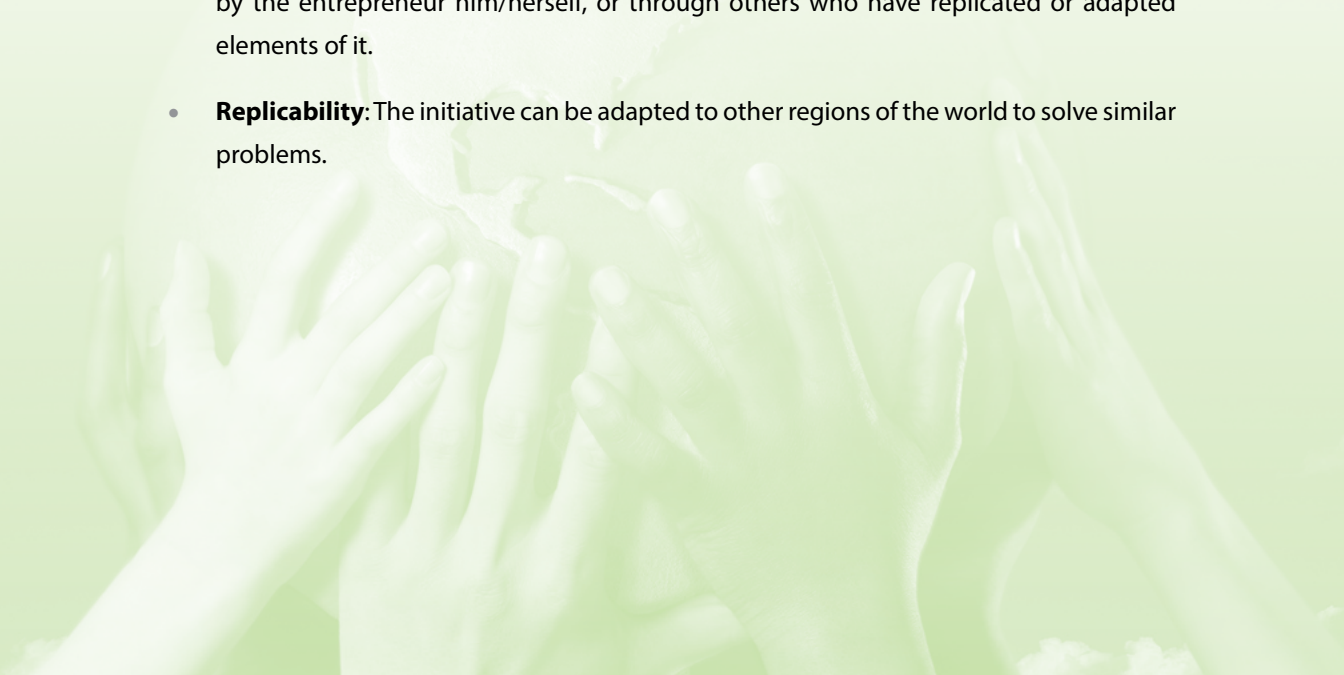 by the entrepreneur him/herself, or through others who have replicated or adapted
elements of it.
• Replicability: The initiative can be adapted to other regions of the world to solve similar
problems.